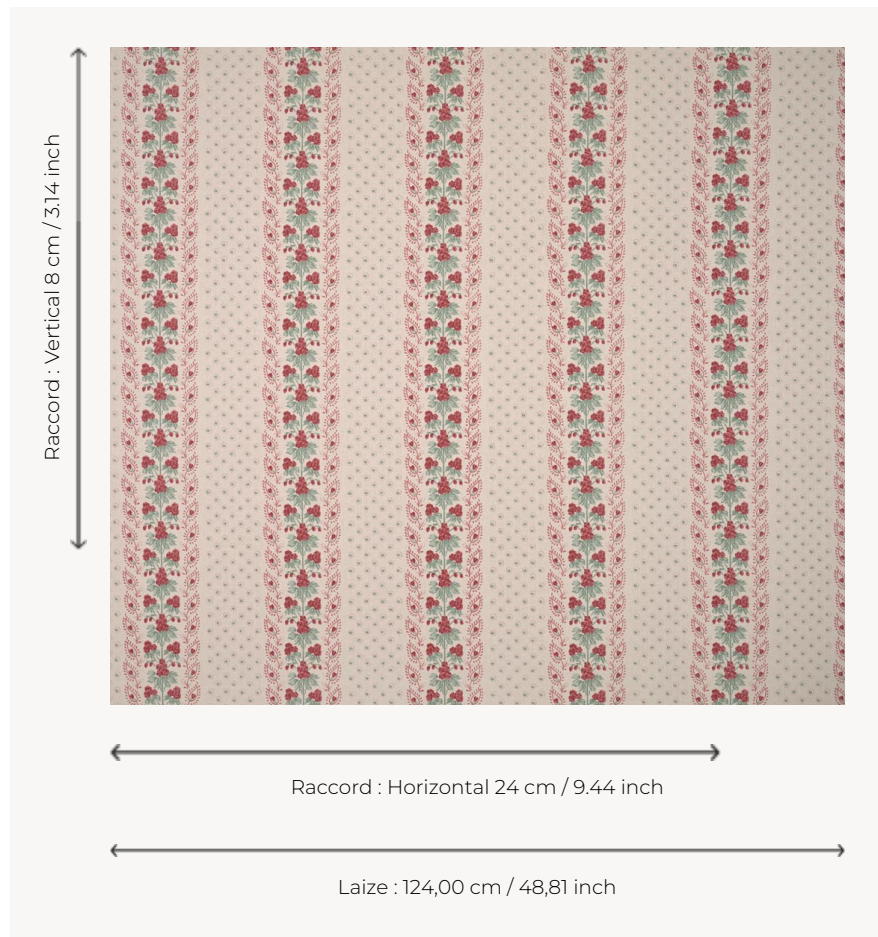 Raccord : Vertical 8 cm / 3.14 inch
Raccord : Horizontal 24 cm / 9.44 inch
Laize : 124,00 cm / 48,81 inch